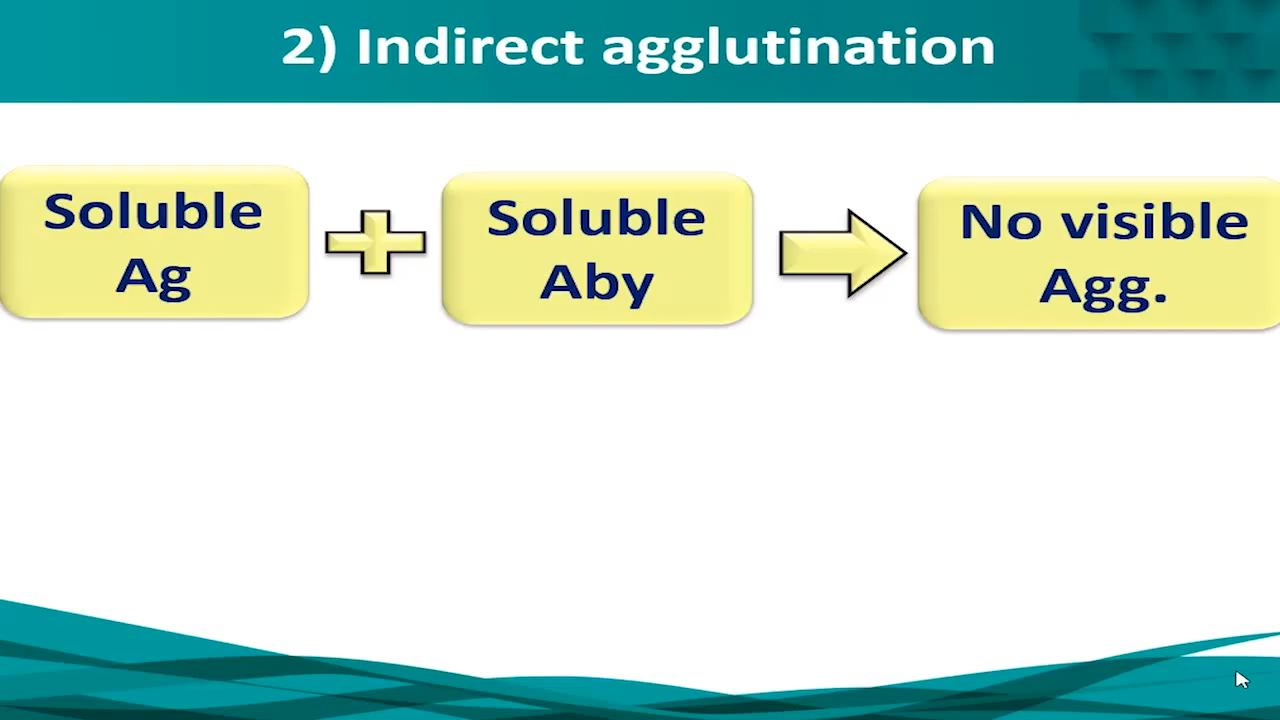 2) Indirect agglutination
Soluble
Ag
Soluble
Aby
No visible
Agg.